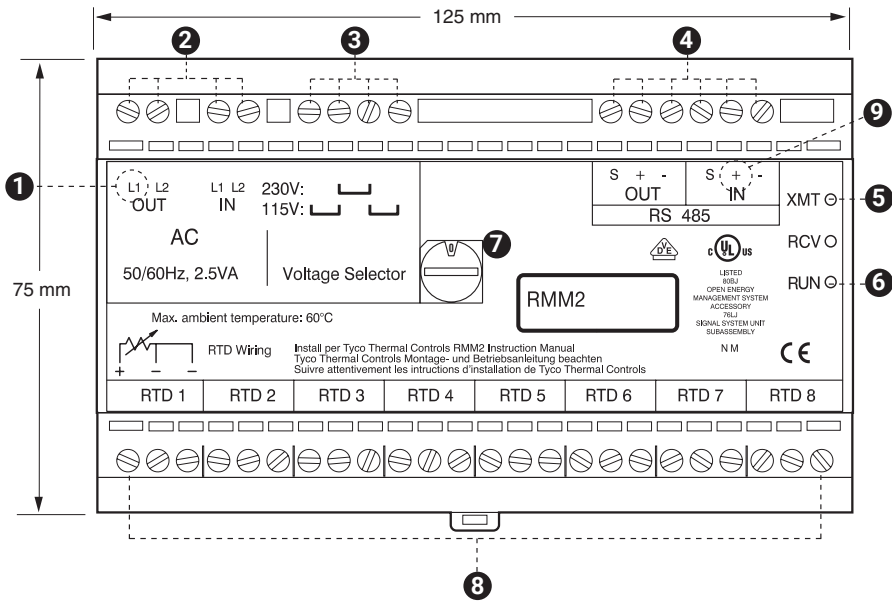 125 mm
2
3
4
9
1
L1 L2
OUT
L1 L2
IN
230V:
115V:
S + -
OUT
S + -
IN
RS 485
XMT
5
AC
7
0
RCV
VDE
c UL US
50/60Hz, 2.5VA
Voltage Selector
RMM2
LISTED
80BJ
OPEN ENERGY
MANAGEMENT SYSTEM
ACCESSORY
76LJ
SIGNAL SYSTEM UNIT
SUBASSEMBLY
N M
RUN
6
75 mm
Max. ambient temperature: 60°C
RTD Wiring
+ – –
Install per Tyco Thermal Controls RMM2 Instruction Manual
Tyco Thermal Controls Montage- und Betriebsanleitung beachten
Suivre attentivement les intructions d'installation de Tyco Thermal Controls
CE
RTD 1 RTD 2 RTD 3 RTD 4 RTD 5 RTD 6 RTD 7 RTD 8
8